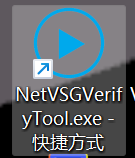 NetVSGVerif
yTool.exe -
快捷方式